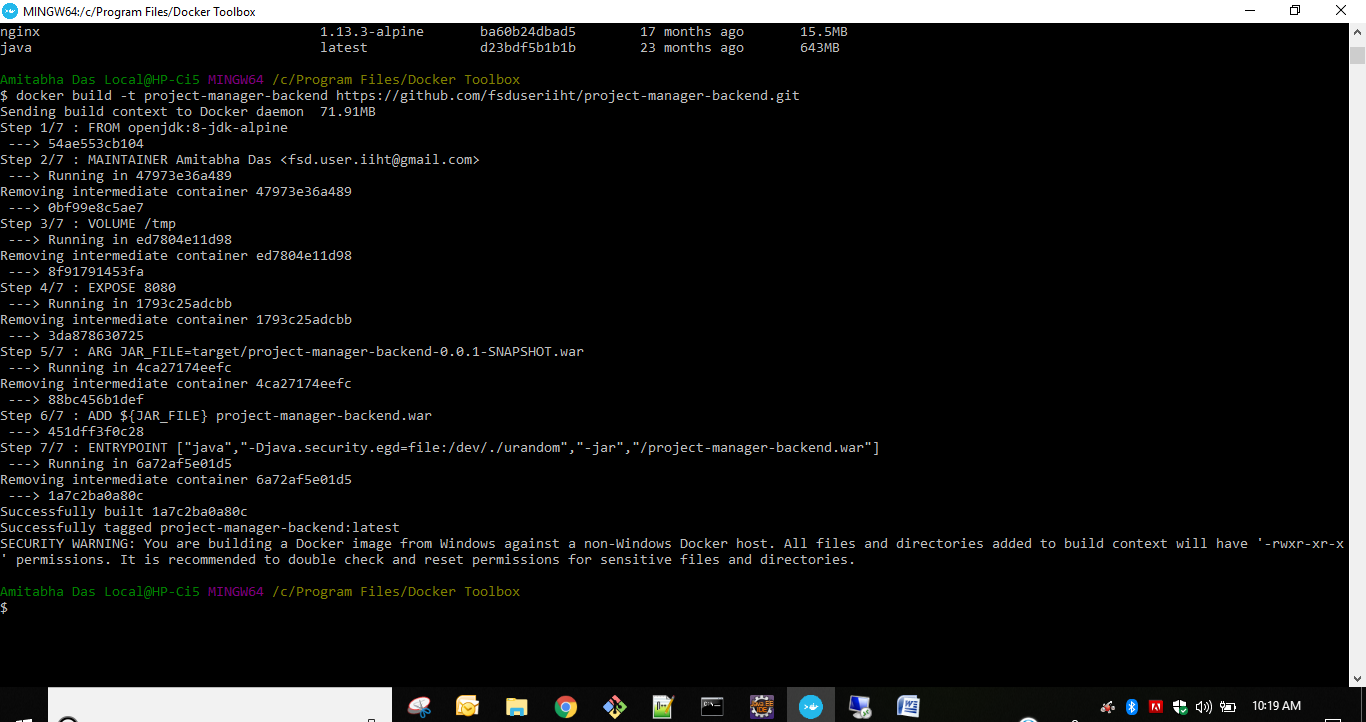 MINGW64:/c/Program Files/Docker Toolbox
nginx 1.13.3-alpine ba60b24dbad5 17 months ago 15.5MB
java latest d23bdf5b1b1b 23 months ago 643MB
Amitabha Das Local@HP-Ci5 MINGW64 /c/Program Files/Docker Toolbox
$ docker build -t project-manager-backend https://github.com/fsduseriiht/project-manager-backend.git
Sending build context to Docker daemon  71.91MB
Step 1/7 : FROM openjdk:8-jdk-alpine
 ---> 54ae553cb104
Step 2/7 : MAINTAINER Amitabha Das <fsd.user.iiht@gmail.com>
 ---> Running in 47973e36a489
Removing intermediate container 47973e36a489
 ---> 0bf99e8c5ae7
Step 3/7 : VOLUME /tmp
 ---> Running in ed7804e11d98
Removing intermediate container ed7804e11d98
 ---> 8f91791453fa
Step 4/7 : EXPOSE 8080
 ---> Running in 1793c25adcbb
Removing intermediate container 1793c25adcbb
 ---> 3da878630725
Step 5/7 : ARG JAR_FILE=target/project-manager-backend-0.0.1-SNAPSHOT.war
 ---> Running in 4ca27174eefc
Removing intermediate container 4ca27174eefc
 ---> 88bc456b1def
Step 6/7 : ADD ${JAR_FILE} project-manager-backend.war
 ---> 451dff3f0c28
Step 7/7 : ENTRYPOINT ["java","-Djava.security.egd=file:/dev/./urandom","-jar","/project-manager-backend.war"]
 ---> Running in 6a72af5e01d5
Removing intermediate container 6a72af5e01d5
 ---> 1a7c2ba0a80c
Successfully built 1a7c2ba0a80c
Successfully tagged project-manager-backend:latest
SECURITY WARNING: You are building a Docker image from Windows against a non-Windows Docker host. All files and directories added to build context will have '-rwxr-xr-x
' permissions. It is recommended to double check and reset permissions for sensitive files and directories.
Amitabha Das Local@HP-Ci5 MINGW64 /c/Program Files/Docker Toolbox
$
10:19 AM